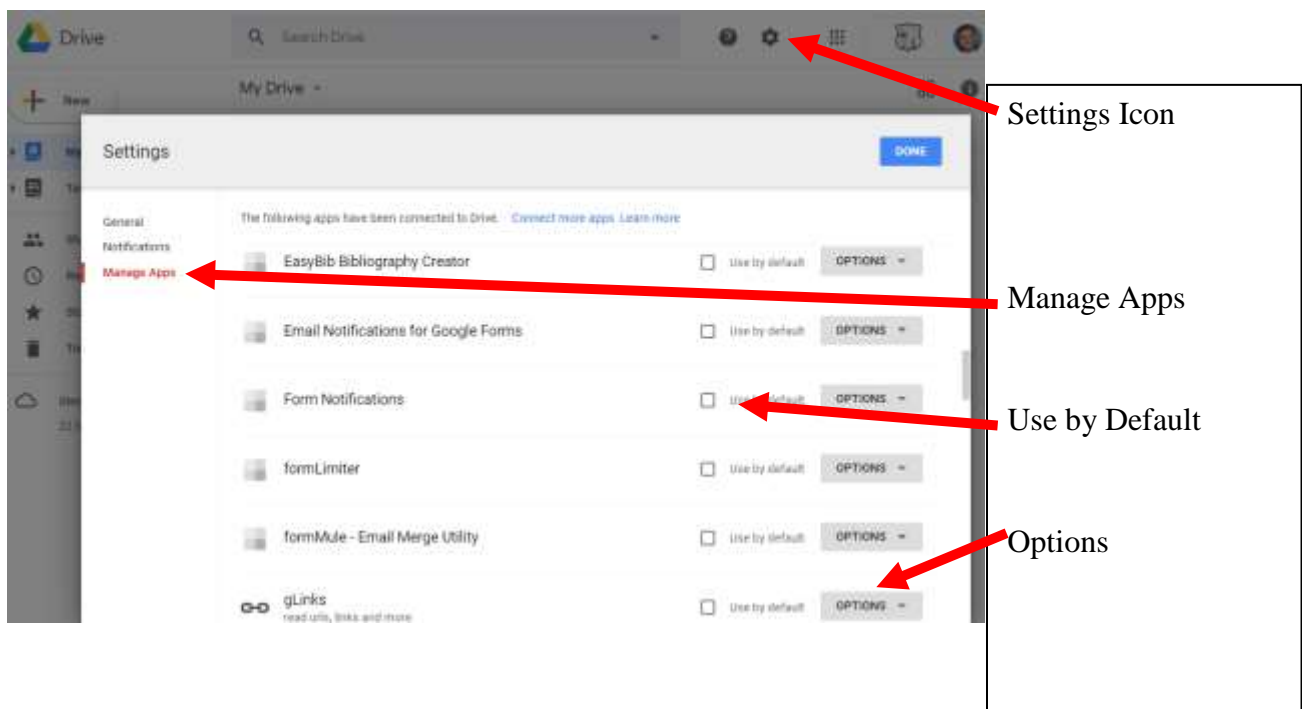 Drive
Search Drive
New
My Drive
Settings Icon
Settings
DONE
General
The following apps have been connected to Drive. Connect more apps Learn more
Notifications
EasyBib Bibliography Creator Use by default OPTIONS
Manage Apps
Manage Apps
Email Notifications for Google Forms Use by default OPTIONS
Form Notifications Use by default OPTIONS
Use by Default
formLimiter Use by default OPTIONS
formMule - Email Merge Utility Use by default OPTIONS
Options
gLinks Use by default OPTIONS
read urls, links and more